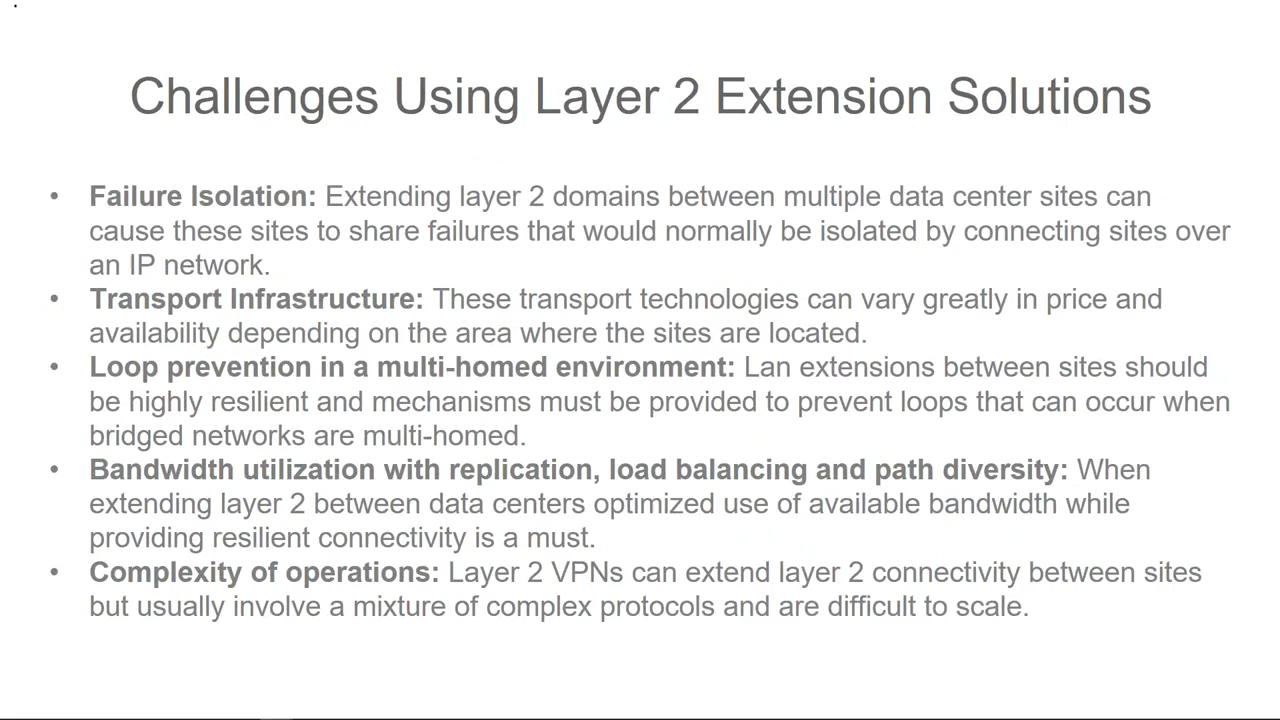 Challenges Using Layer 2 Extension Solutions
• Failure Isolation: Extending layer 2 domains between multiple data center sites can
cause these sites to share failures that would normally be isolated by connecting sites over
an IP network.
• Transport Infrastructure: These transport technologies can vary greatly in price and
availability depending on the area where the sites are located.
• Loop prevention in a multi-homed environment: Lan extensions between sites should
be highly resilient and mechanisms must be provided to prevent loops that can occur when
bridged networks are multi-homed.
• Bandwidth utilization with replication, load balancing and path diversity: When
extending layer 2 between data centers optimized use of available bandwidth while
providing resilient connectivity is a must.
• Complexity of operations: Layer 2 VPNs can extend layer 2 connectivity between sites
but usually involve a mixture of complex protocols and are difficult to scale.